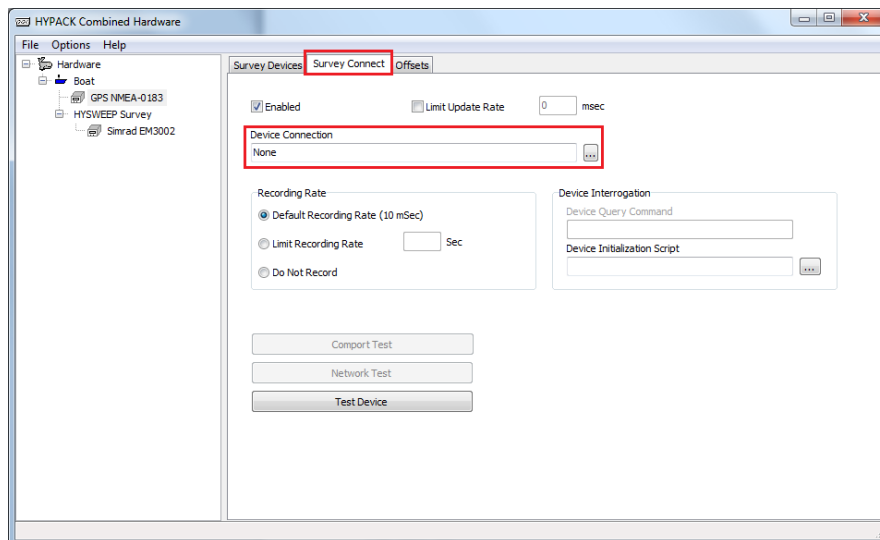 HYPACK Combined Hardware
File Options Help
Hardware
Boat
GPS NMEA-0183
HYSWEEP Survey
Simrad EM3002
Survey Devices Survey Connect Offsets
Enabled Limit Update Rate 0 msec
Device Connection
None ...
Recording Rate
Default Recording Rate (10 mSec)
Limit Recording Rate Sec
Do Not Record
Device Interrogation
Device Query Command
Device Initialization Script
...
Comport Test
Network Test
Test Device